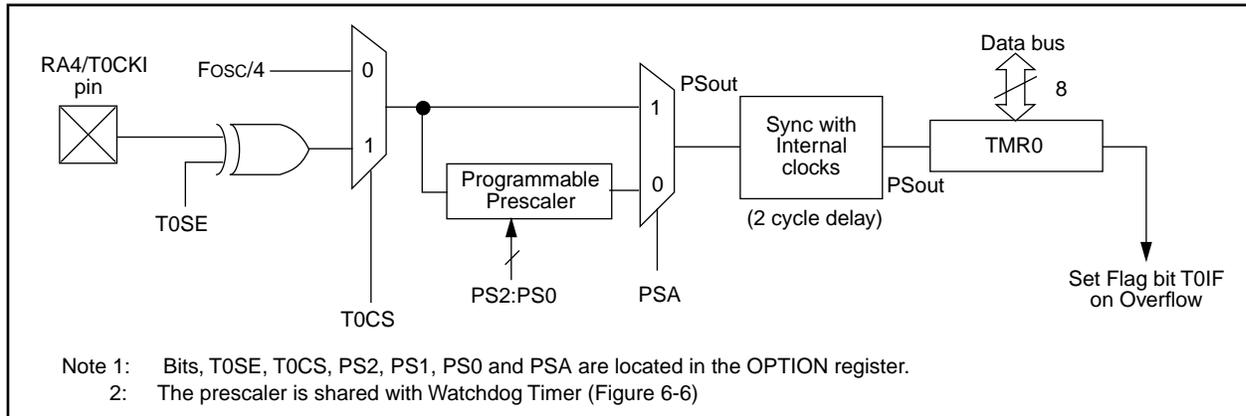 RA4/T0CKI
pin
FOSC/4
0
1
T0SE
T0CS
Programmable
Prescaler
PS2:PS0
1
0
PSA
PSout
Sync with
Internal
clocks
(2 cycle delay)
PSout
Data bus
8
TMR0
Set Flag bit T0IF
on Overflow
Note 1: Bits, T0SE, T0CS, PS2, PS1, PS0 and PSA are located in the OPTION register.
2: The prescaler is shared with Watchdog Timer (Figure 6-6)